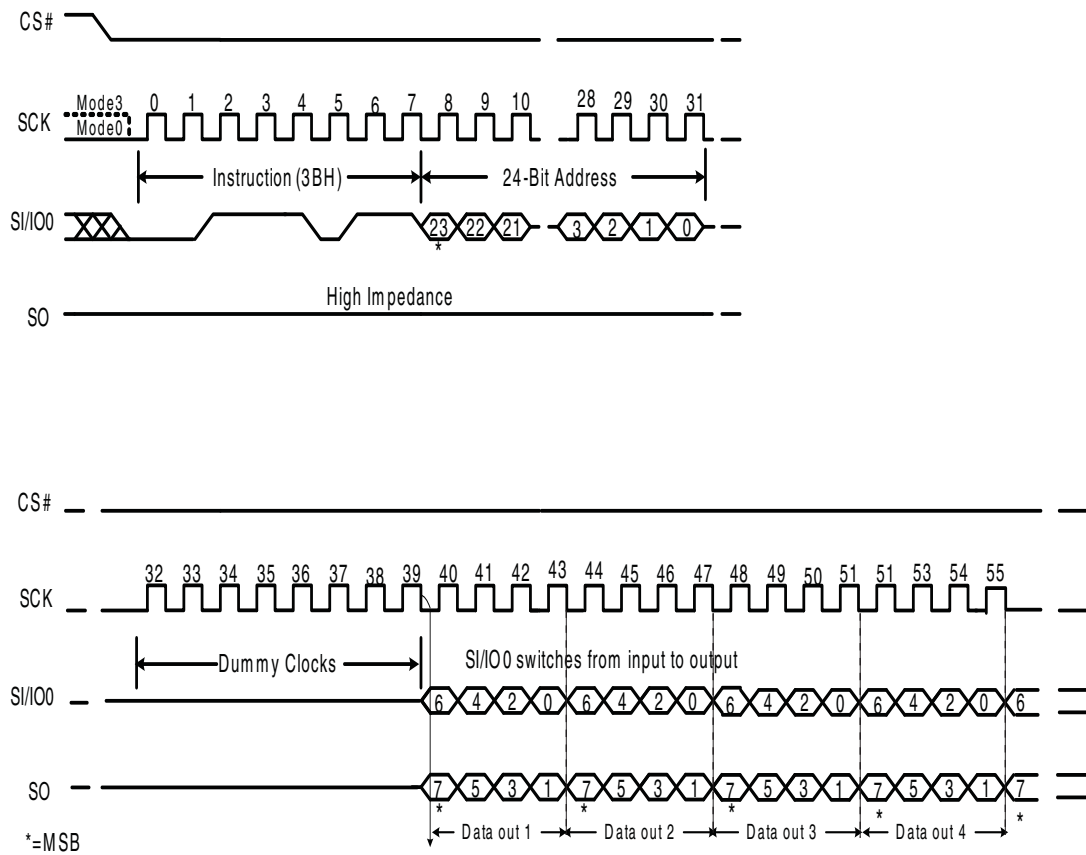 CS#
Mode3
0 1 2 3 4 5 6 7 8 9 10 28 29 30 31
SCK
Mode0
Instruction (3BH) 24-Bit Address
SI/IO0
23 22 21 3 2 1 0
*
High Impedance
SO
CS#
32 33 34 35 36 37 38 39 40 41 42 43 44 45 46 47 48 49 50 51 51 53 54 55
SCK
Dummy Clocks SI/IO0 switches from input to output
SI/IO0
6 4 2 0 6 4 2 0 6 4 2 0 6 4 2 0 6
SO
7 5 3 1 7 5 3 1 7 5 3 1 7 5 3 1 7
* * * * *
Data out 1 Data out 2 Data out 3 Data out 4
*=MSB